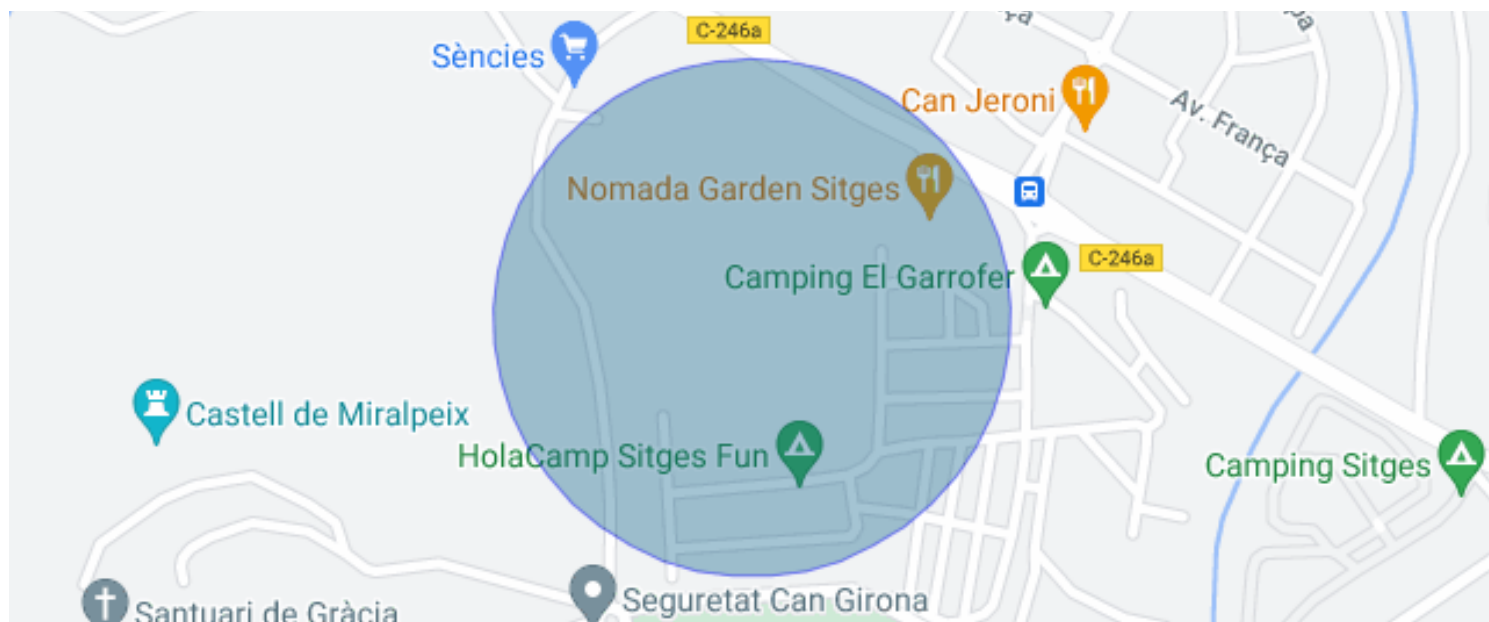 C-246a
Sències
Can Jeroni
Av. França
Nomada Garden Sitges
Camping El Garrofer
C-246a
Castell de Miralpeix
HolaCamp Sitges Fun
Camping Sitges
Seguretat Can Girona
Santuari de Gràcia